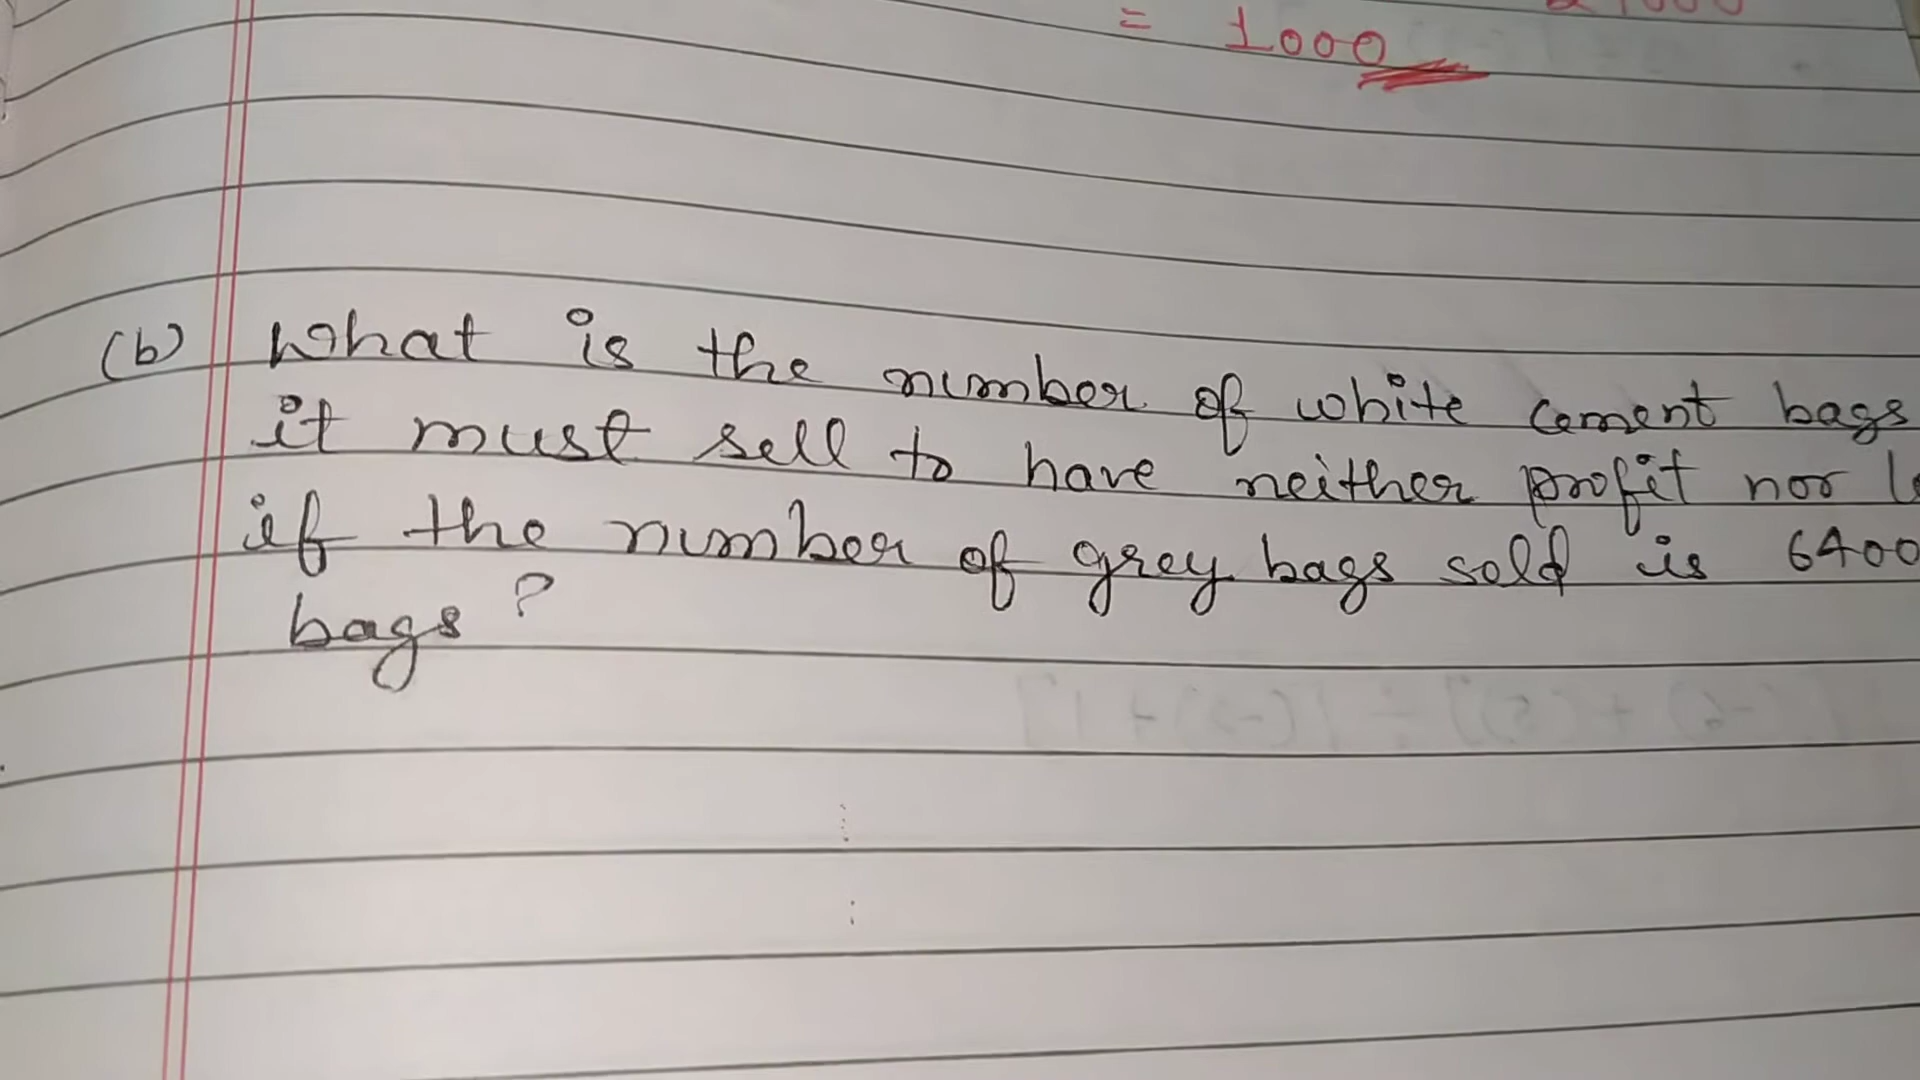 = 1000
(b) What is the number of white cement bags
it must sell to have neither profit nor
if the number of grey bags sold is 6400
bags?